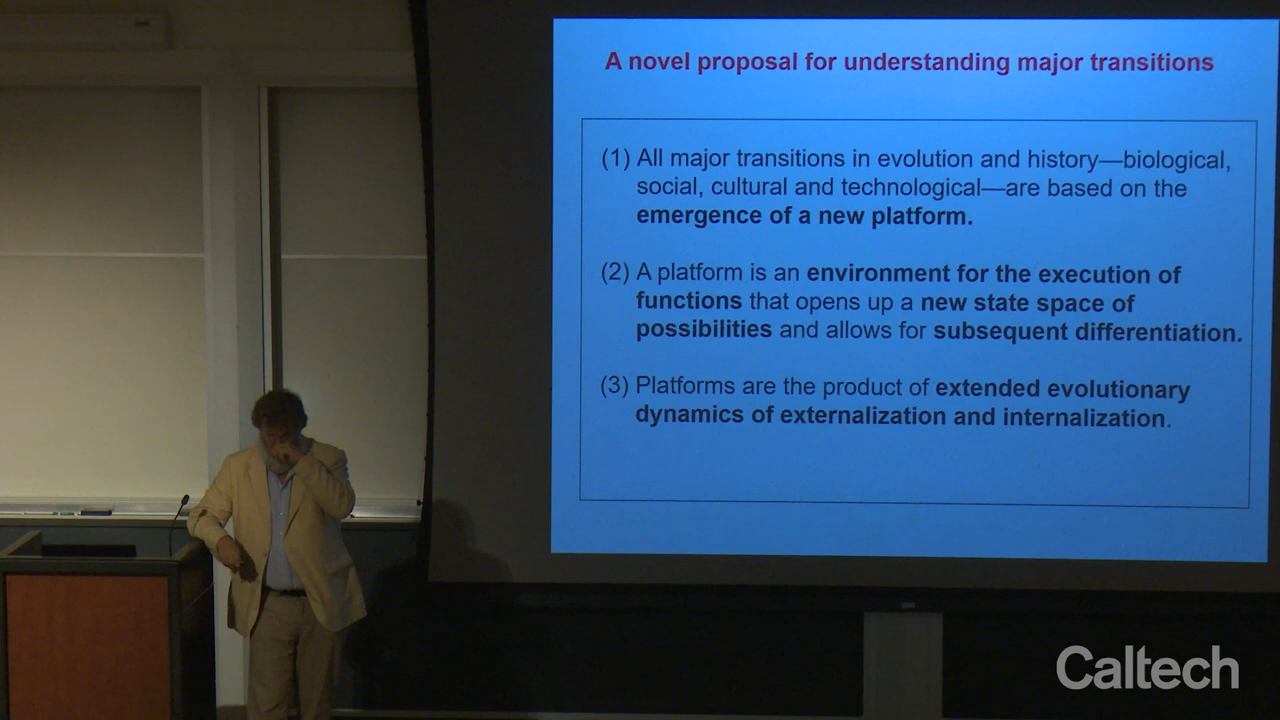 A novel proposal for understanding major transitions
(1) All major transitions in evolution and history—biological,
social, cultural and technological—are based on the
emergence of a new platform.
(2) A platform is an environment for the execution of
functions that opens up a new state space of
possibilities and allows for subsequent differentiation.
(3) Platforms are the product of extended evolutionary
dynamics of externalization and internalization.
Caltech